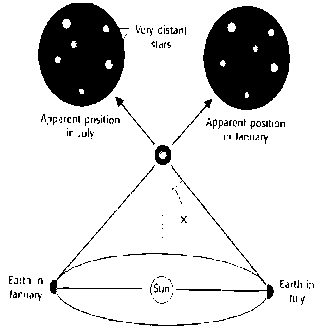 Very distant
stars
Apparent position
in July
Apparent position
in January
X
Earth in
January
Sun
Earth in
July